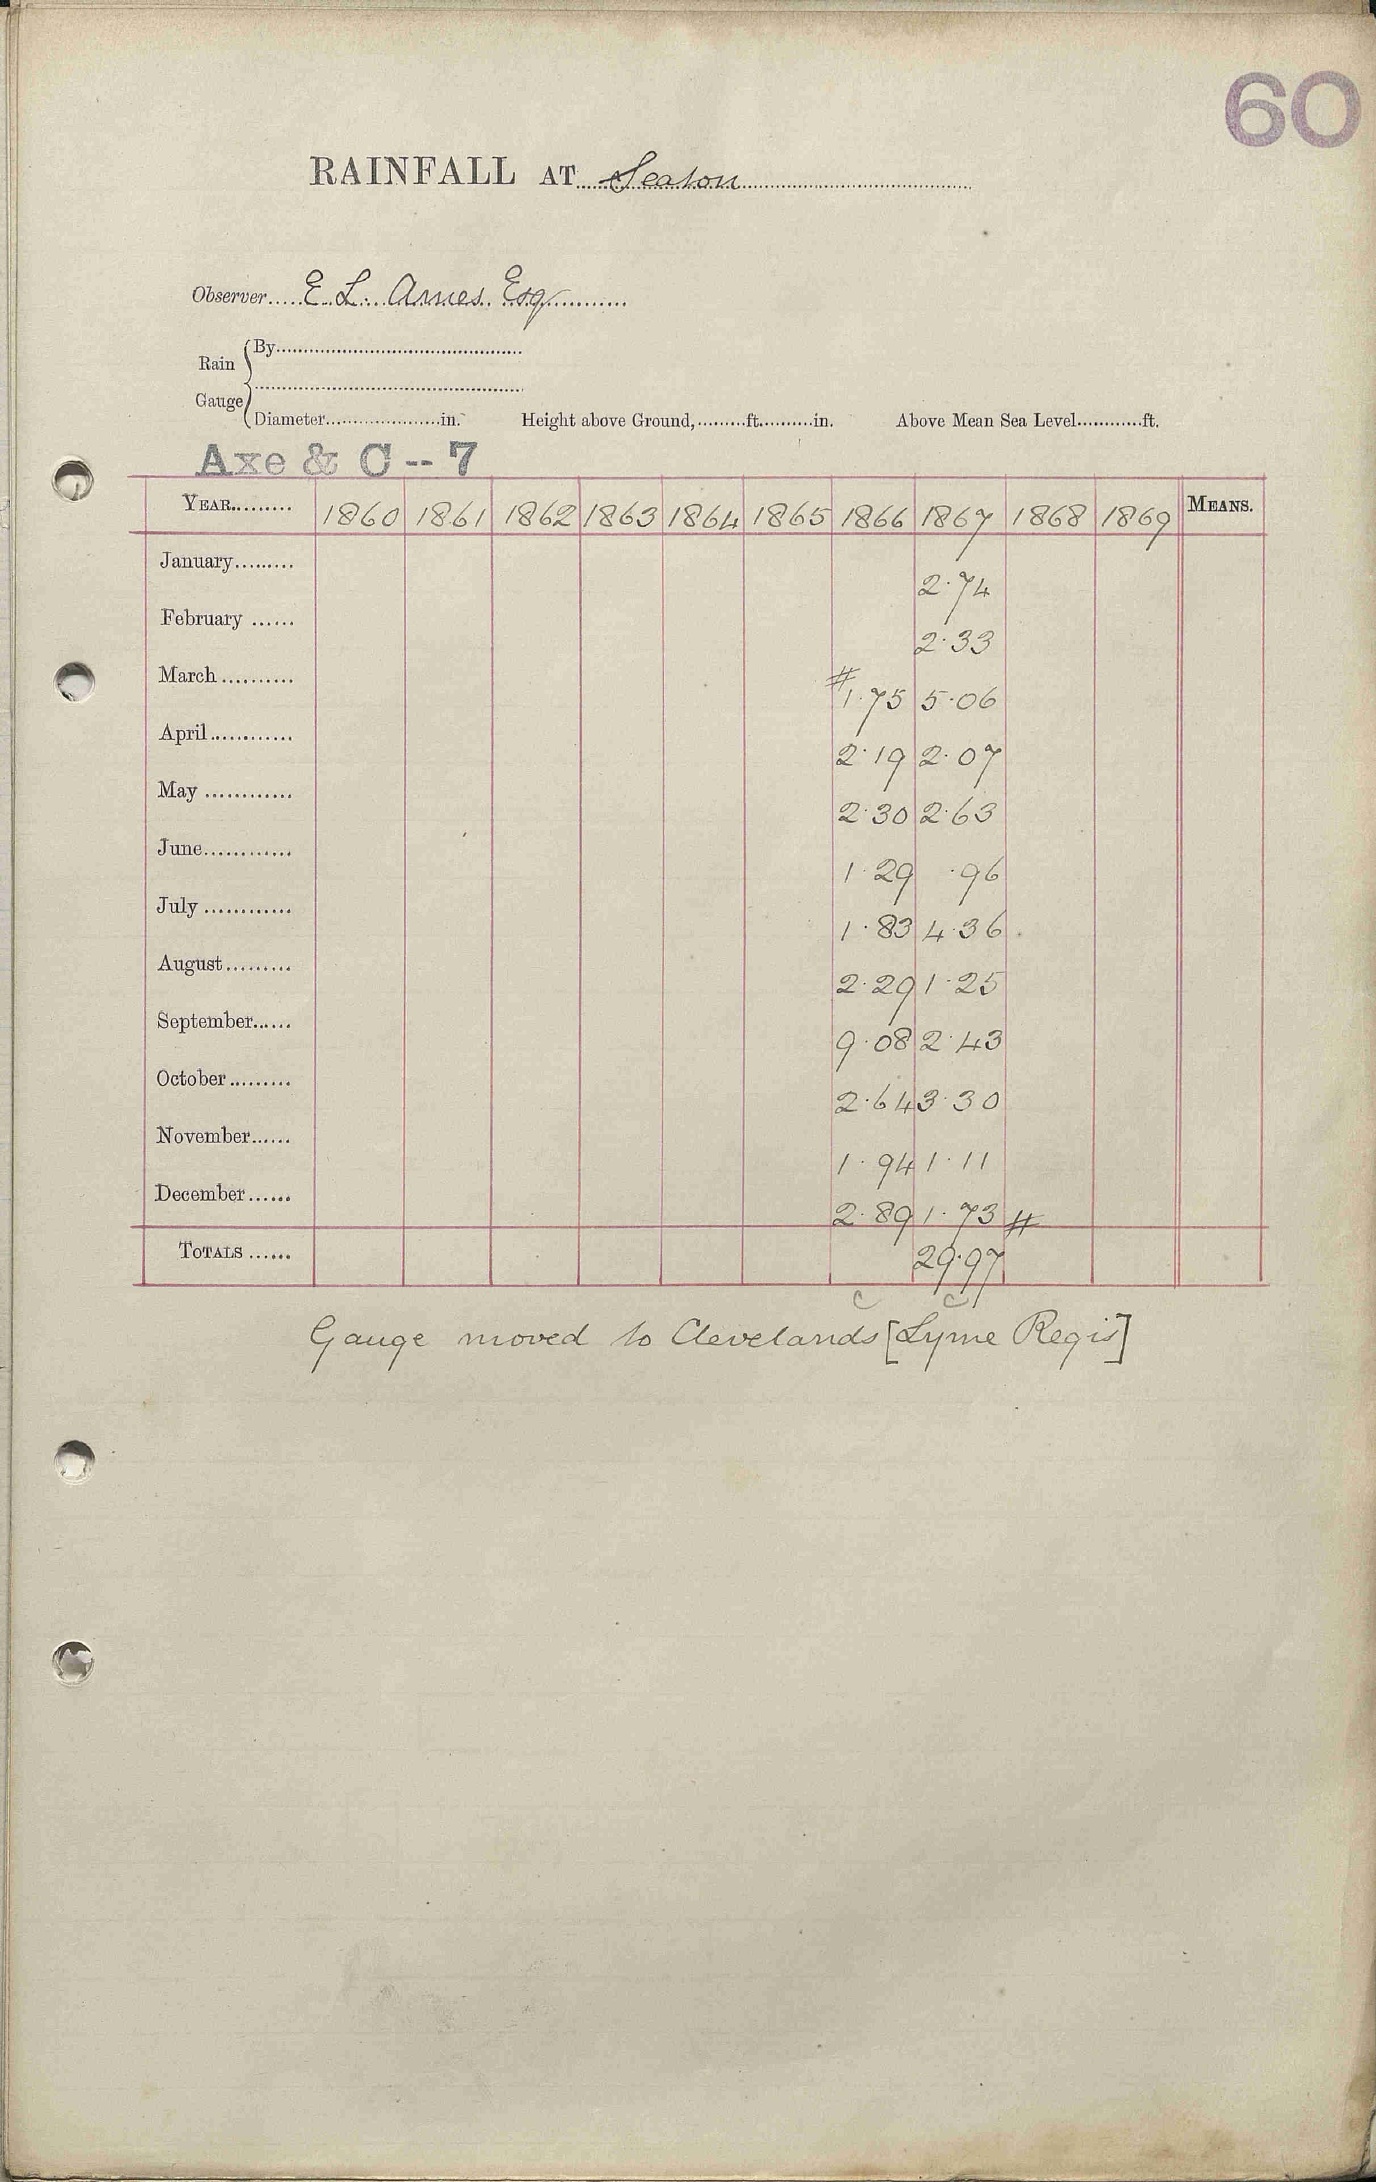 60
RAINFALL AT Seaton
Observer E. L. Ames Esq
Rain Gauge
By
Diameter in. Height above Ground, ft. in. Above Mean Sea Level ft.
Axe & C -- 7
YEAR 1860 1861 1862 1863 1864 1865 1866 1867 1868 1869 MEANS.
January 2.74
February 2.33
March # 1.75 5.06
April 2.19 2.07
May 2.30 2.63
June 1.29 .96
July 1.83 4.36
August 2.29 1.25
September 9.08 2.43
October 2.64 3.30
November 1.94 1.11
December 2.89 1.73 #
TOTALS 29.97
c c
Gauge moved to Clevelands [Lyme Regis]